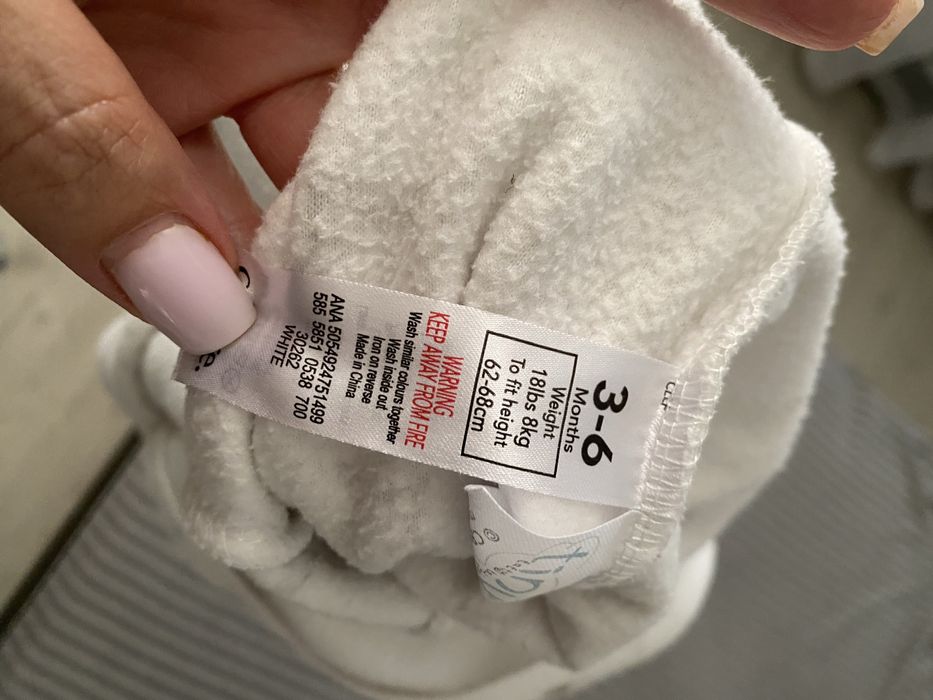 3-6
Months
Weight
18lbs 8kg
To fit height
62-68cm
WARNING
KEEP AWAY FROM FIRE
Wash similar colours together
Wash inside out
Iron on reverse
Made in China
ANA 5054924751499
585 5851 0538 700
30262
WHITE